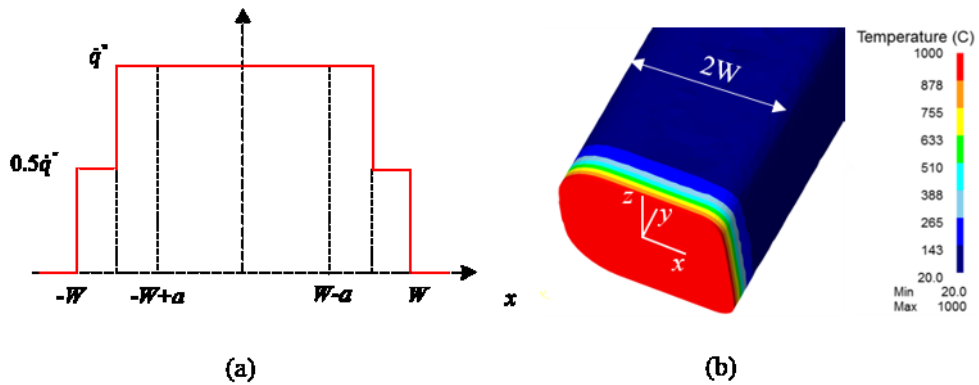 q̇"
0.5q̇"
-W
-W+a
W-a
W
x
(a)
2W
z
y
x
Temperature (C)
1000
878
755
633
510
388
265
143
20.0
Min 20.0
Max 1000
(b)